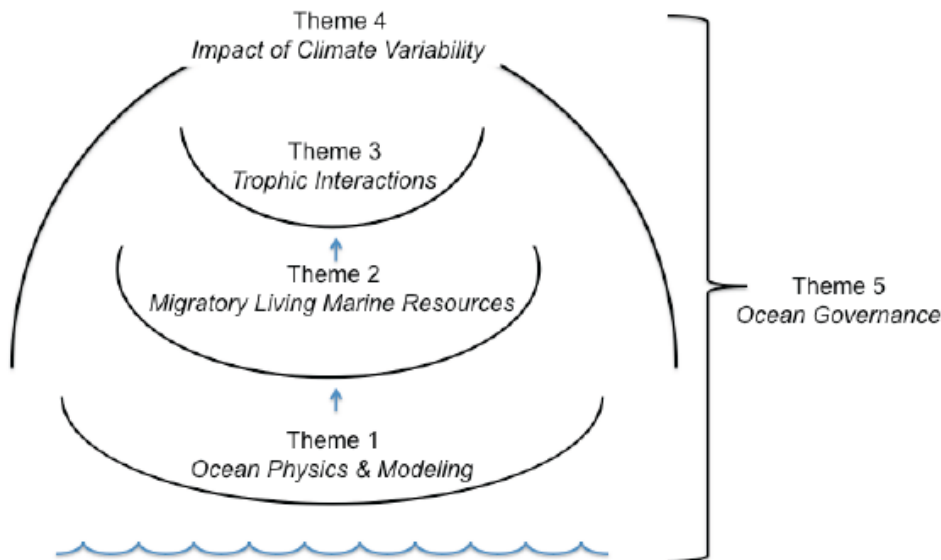 Theme 4
Impact of Climate Variability
Theme 3
Trophic Interactions
Theme 2
Migratory Living Marine Resources
Theme 5
Ocean Governance
Theme 1
Ocean Physics & Modeling